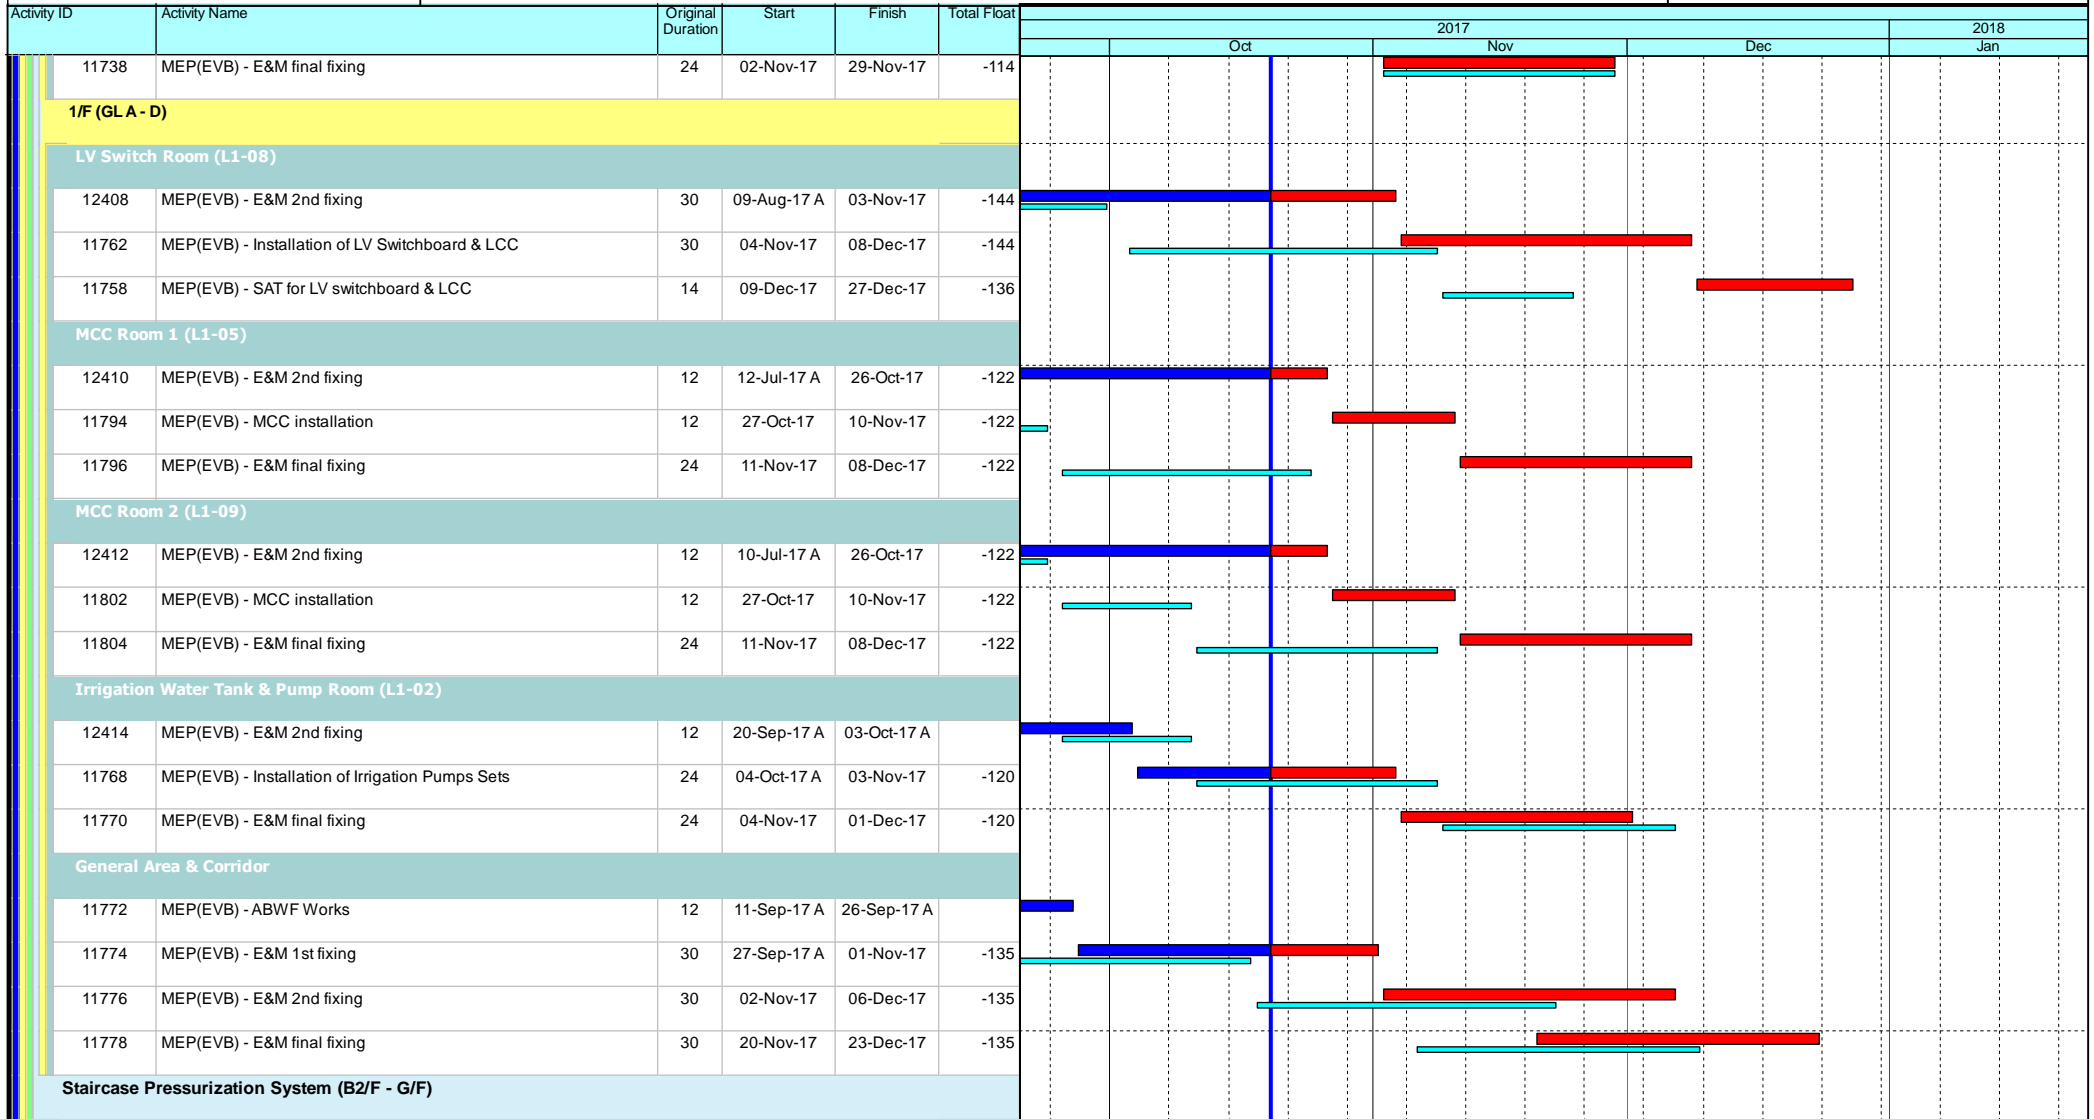 Activity ID Activity Name Original Duration Start Finish Total Float
2017 2018
Oct Nov Dec Jan
11738 MEP(EVB) - E&M final fixing 24 02-Nov-17 29-Nov-17 -114
1/F (GL A - D)
LV Switch Room (L1-08)
12408 MEP(EVB) - E&M 2nd fixing 30 09-Aug-17 A 03-Nov-17 -144
11762 MEP(EVB) - Installation of LV Switchboard & LCC 30 04-Nov-17 08-Dec-17 -144
11758 MEP(EVB) - SAT for LV switchboard & LCC 14 09-Dec-17 27-Dec-17 -136
MCC Room 1 (L1-05)
12410 MEP(EVB) - E&M 2nd fixing 12 12-Jul-17 A 26-Oct-17 -122
11794 MEP(EVB) - MCC installation 12 27-Oct-17 10-Nov-17 -122
11796 MEP(EVB) - E&M final fixing 24 11-Nov-17 08-Dec-17 -122
MCC Room 2 (L1-09)
12412 MEP(EVB) - E&M 2nd fixing 12 10-Jul-17 A 26-Oct-17 -122
11802 MEP(EVB) - MCC installation 12 27-Oct-17 10-Nov-17 -122
11804 MEP(EVB) - E&M final fixing 24 11-Nov-17 08-Dec-17 -122
Irrigation Water Tank & Pump Room (L1-02)
12414 MEP(EVB) - E&M 2nd fixing 12 20-Sep-17 A 03-Oct-17 A
11768 MEP(EVB) - Installation of Irrigation Pumps Sets 24 04-Oct-17 A 03-Nov-17 -120
11770 MEP(EVB) - E&M final fixing 24 04-Nov-17 01-Dec-17 -120
General Area & Corridor
11772 MEP(EVB) - ABWF Works 12 11-Sep-17 A 26-Sep-17 A
11774 MEP(EVB) - E&M 1st fixing 30 27-Sep-17 A 01-Nov-17 -135
11776 MEP(EVB) - E&M 2nd fixing 30 02-Nov-17 06-Dec-17 -135
11778 MEP(EVB) - E&M final fixing 30 20-Nov-17 23-Dec-17 -135
Staircase Pressurization System (B2/F - G/F)